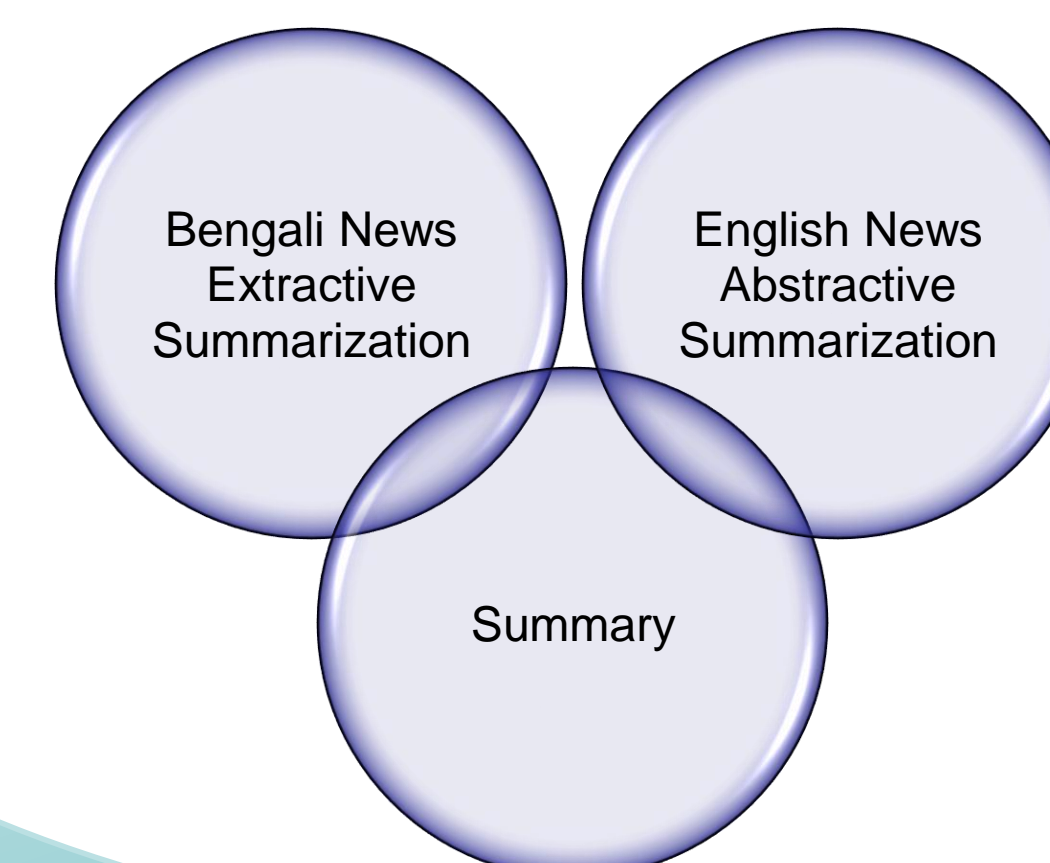 Bengali News
Extractive
Summarization
English News
Abstractive
Summarization
Summary